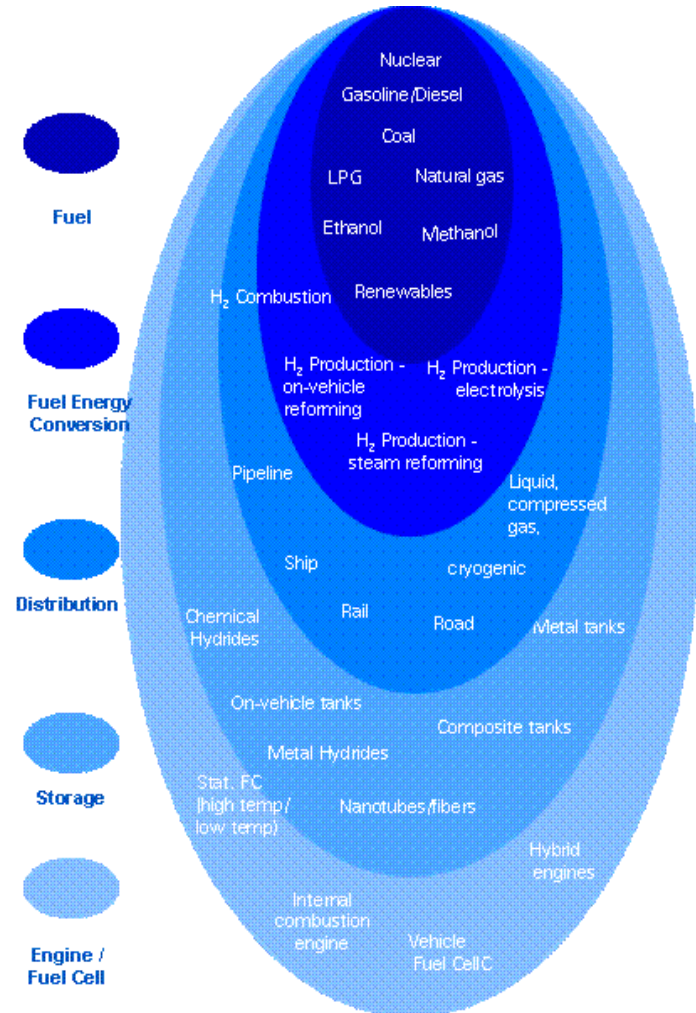 Nuclear
Gasoline/Diesel
Coal
LPG
Natural gas
Ethanol
Methanol
Renewables
Fuel
H₂ Combustion
H₂ Production -
on-vehicle
reforming
H₂ Production -
electrolysis
H₂ Production -
steam reforming
Fuel Energy
Conversion
Pipeline
Liquid,
compressed
gas,
Ship
cryogenic
Rail
Road
Distribution
Chemical
Hydrides
Metal tanks
On-vehicle tanks
Composite tanks
Metal Hydrides
Nanotubes/fibers
Storage
Stat. FC
(high temp/
low temp)
Hybrid
engines
Internal
combustion
engine
Vehicle
Fuel CellC
Engine /
Fuel Cell